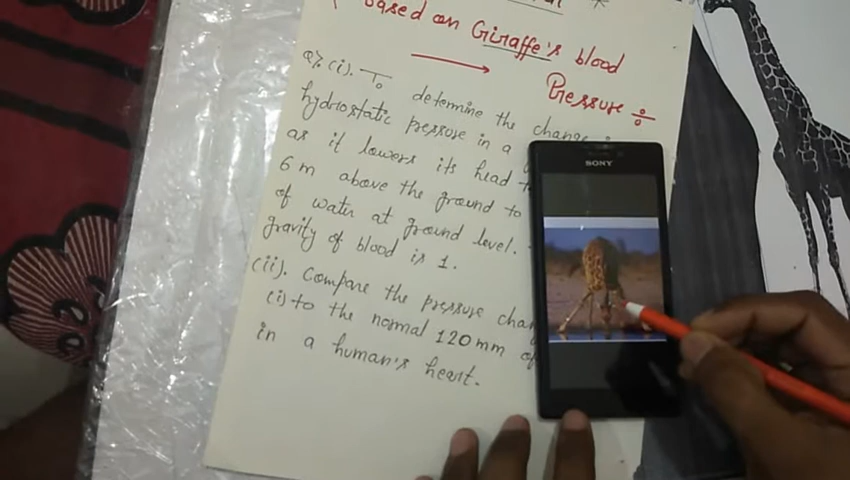 based on Giraffe's blood
Pressure ÷
Q/. (i). To determine the change
hydrostatic pressure in a
as it lowers its head
6 m above the ground to
of water at ground level.
gravity of blood is 1.
(ii). Compare the pressure
(i) to the normal 120 mm
in a human's heart.
SONY